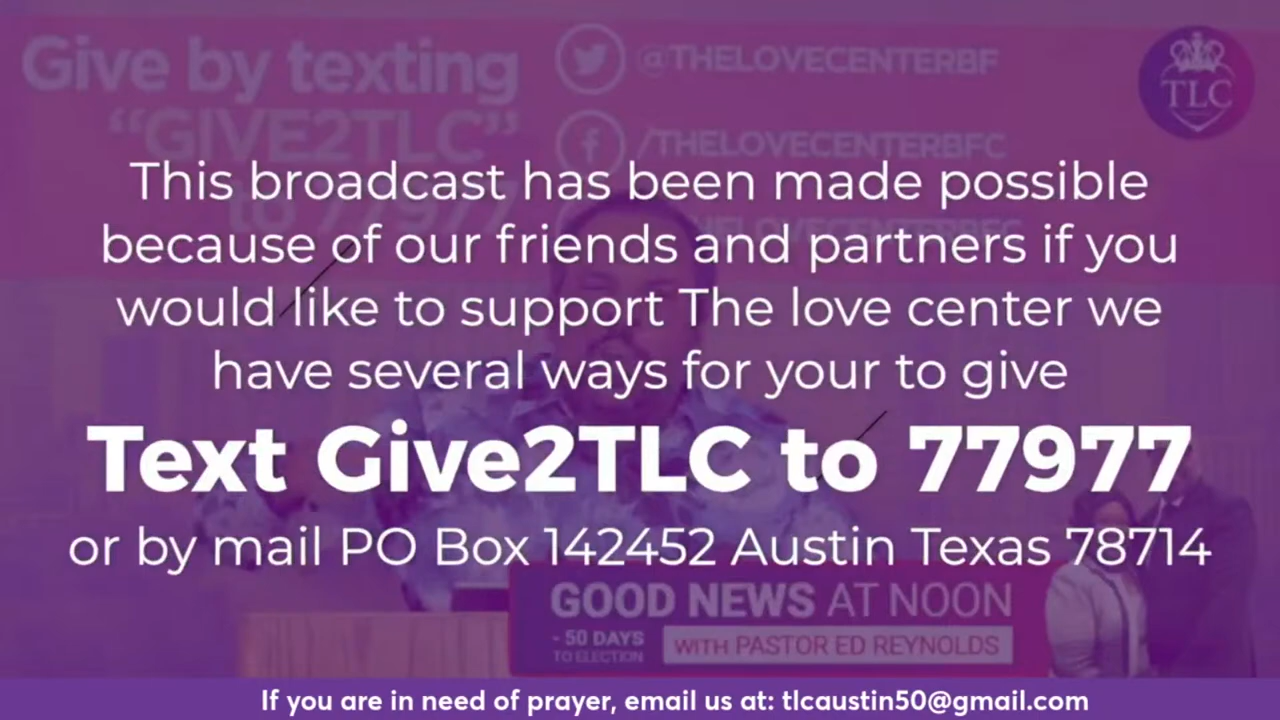 Give by texting
“GIVE2TLC”
to 77977
@THELOVECENTERBF
/THELOVECENTERBFC
TLC
This broadcast has been made possible
because of our friends and partners if you
would like to support The love center we
have several ways for your to give
Text Give2TLC to 77977
or by mail PO Box 142452 Austin Texas 78714
GOOD NEWS AT NOON
- 50 DAYS
TO ELECTION
WITH PASTOR ED REYNOLDS
If you are in need of prayer, email us at: tlcaustin50@gmail.com